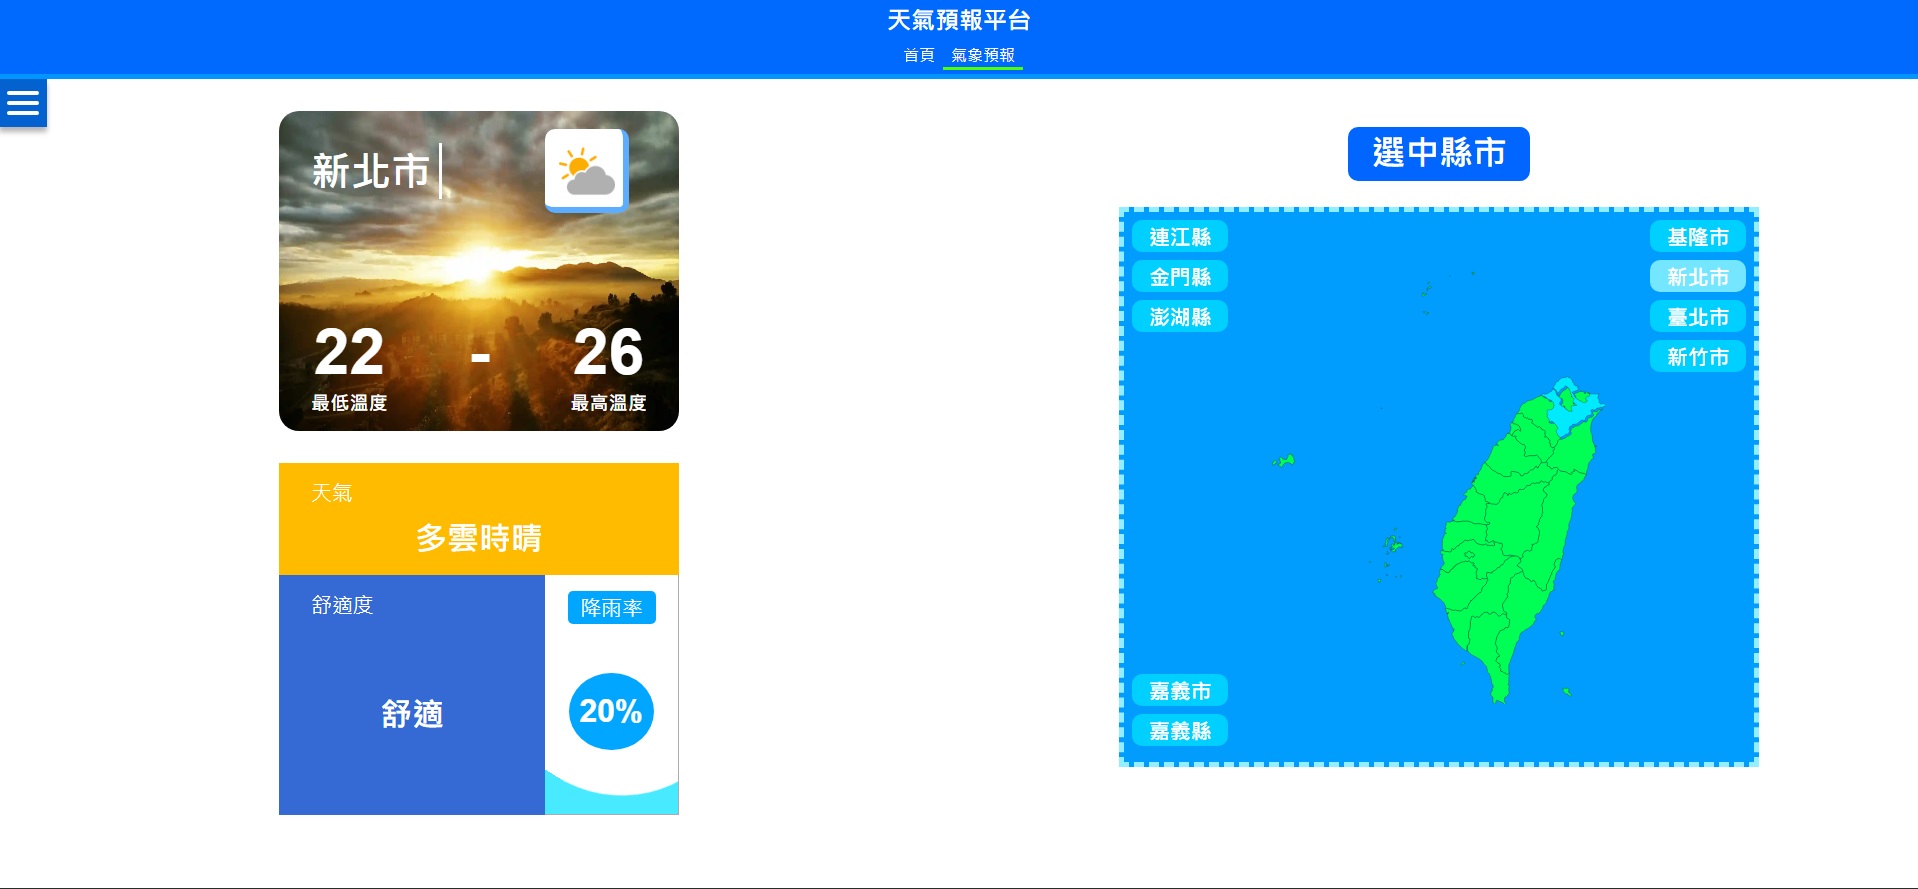 天氣預報平台
首頁 氣象預報
新北市
22 - 26
最低溫度 最高溫度
天氣
多雲時晴
舒適度
舒適
降雨率
20%
選中縣市
連江縣
金門縣
澎湖縣
基隆市
新北市
臺北市
新竹市
嘉義市
嘉義縣